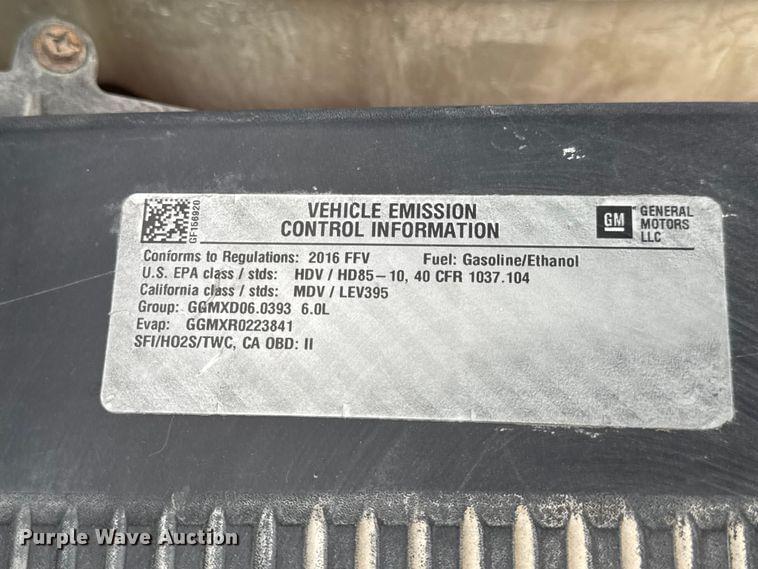 GF156920
VEHICLE EMISSION
CONTROL INFORMATION
GM
GENERAL
MOTORS
LLC
Conforms to Regulations: 2016 FFV Fuel: Gasoline/Ethanol
U.S. EPA class / stds: HDV / HD85-10, 40 CFR 1037.104
California class / stds: MDV / LEV395
Group: GGMXD06.0393 6.0L
Evap: GGMXR0223841
SFI/HO2S/TWC, CA OBD: II
Purple Wave Auction